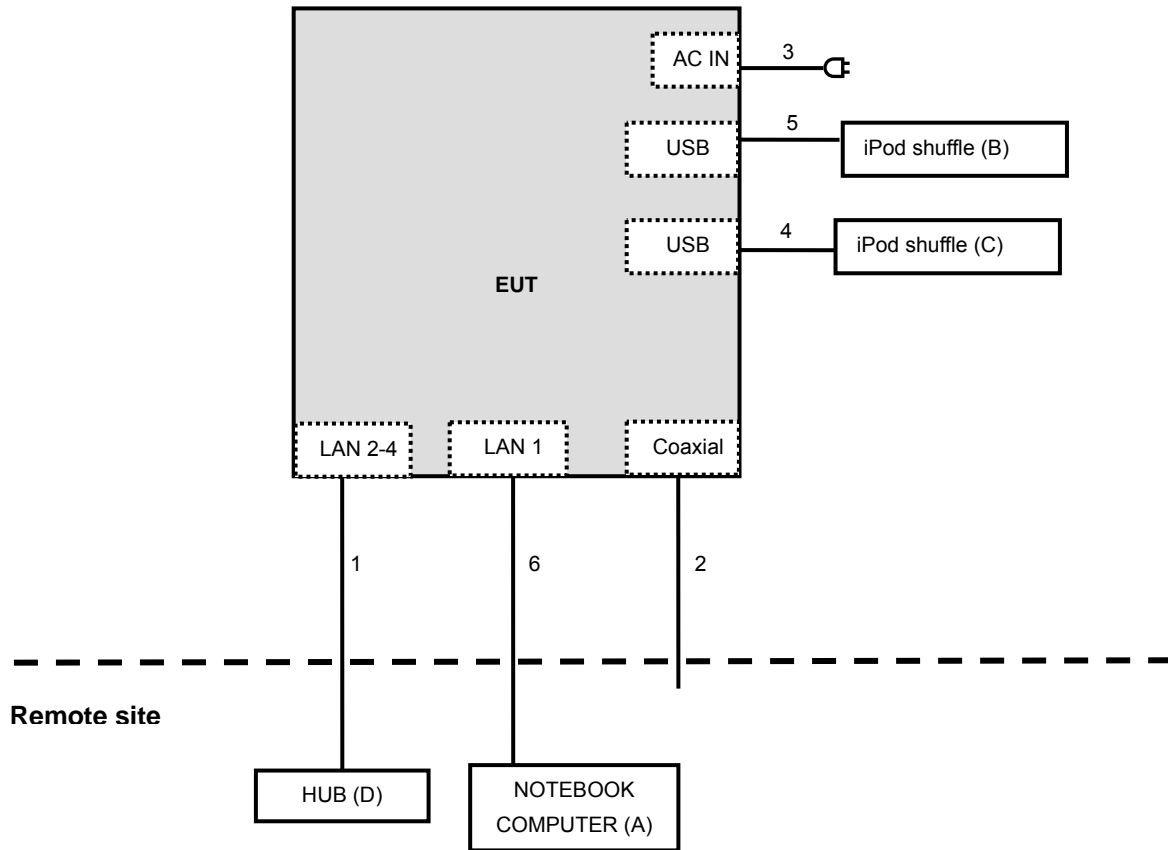 AC IN
3
USB
5
iPod shuffle (B)
USB
4
iPod shuffle (C)
EUT
LAN 2-4
LAN 1
Coaxial
1
6
2
Remote site
HUB (D)
NOTEBOOK
COMPUTER (A)